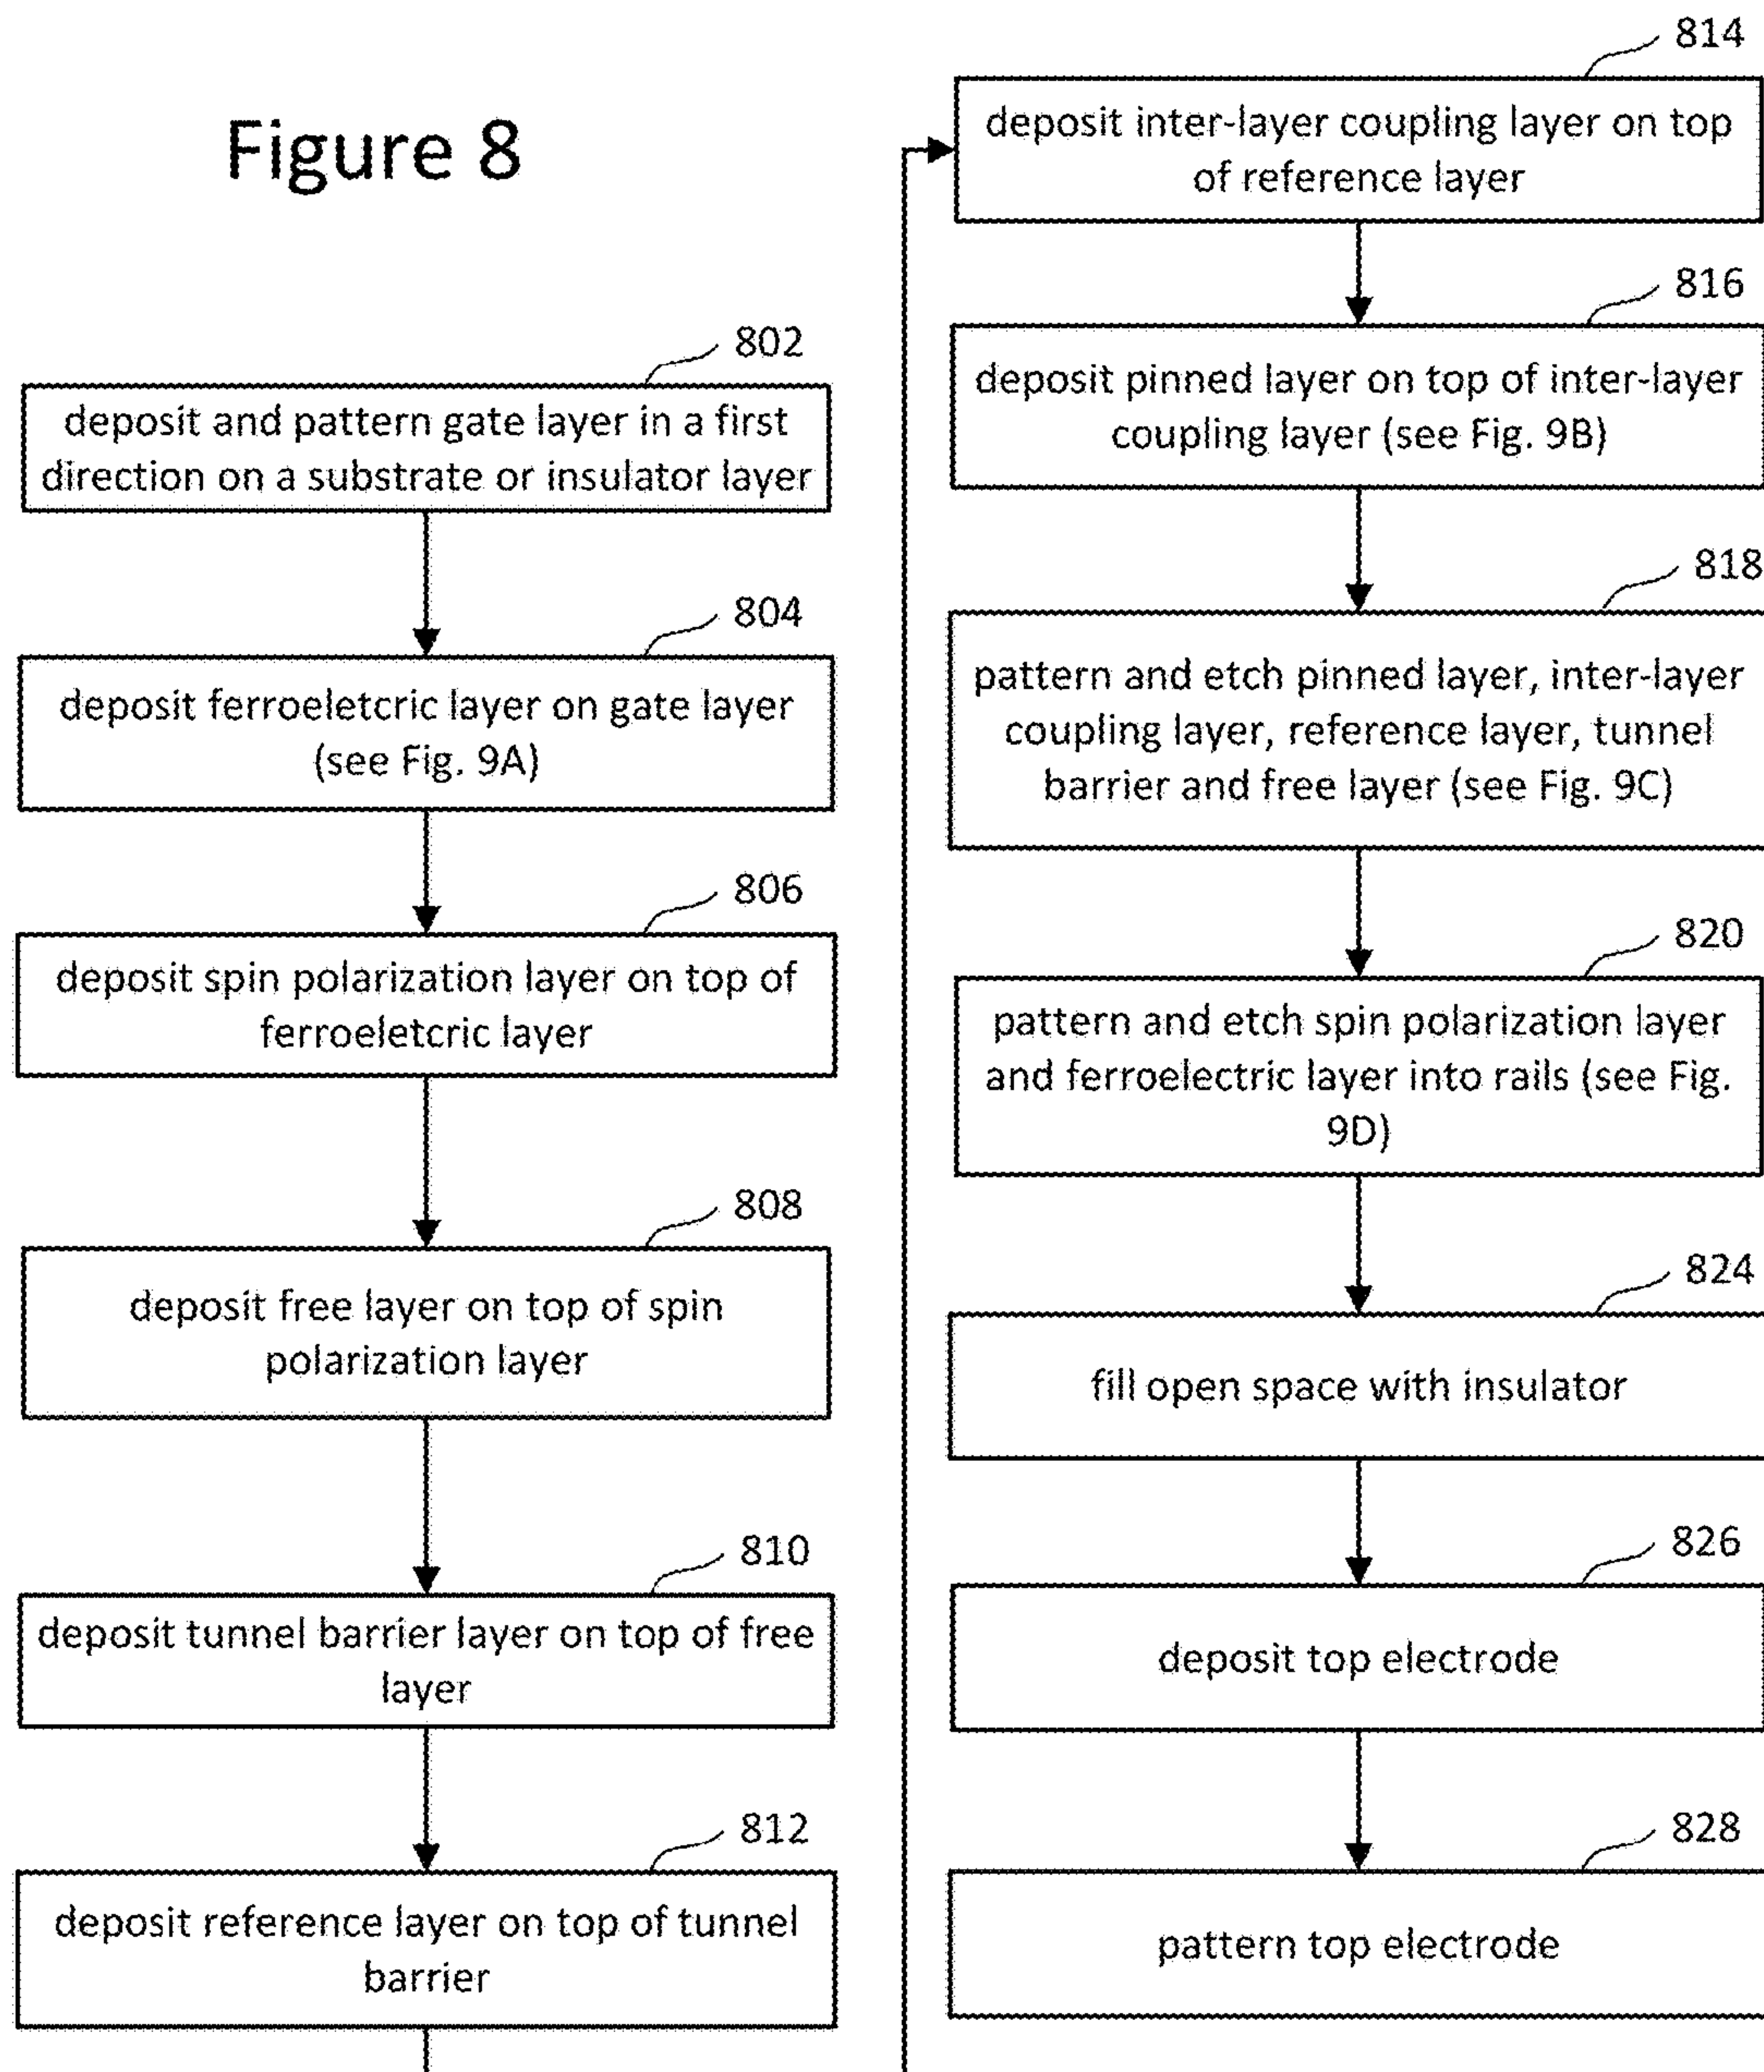 Figure 8
802
deposit and pattern gate layer in a first
direction on a substrate or insulator layer
804
deposit ferroeletcric layer on gate layer
(see Fig. 9A)
806
deposit spin polarization layer on top of
ferroeletcric layer
808
deposit free layer on top of spin
polarization layer
810
deposit tunnel barrier layer on top of free
layer
812
deposit reference layer on top of tunnel
barrier
814
deposit inter-layer coupling layer on top
of reference layer
816
deposit pinned layer on top of inter-layer
coupling layer (see Fig. 9B)
818
pattern and etch pinned layer, inter-layer
coupling layer, reference layer, tunnel
barrier and free layer (see Fig. 9C)
820
pattern and etch spin polarization layer
and ferroelectric layer into rails (see Fig.
9D)
824
fill open space with insulator
826
deposit top electrode
828
pattern top electrode